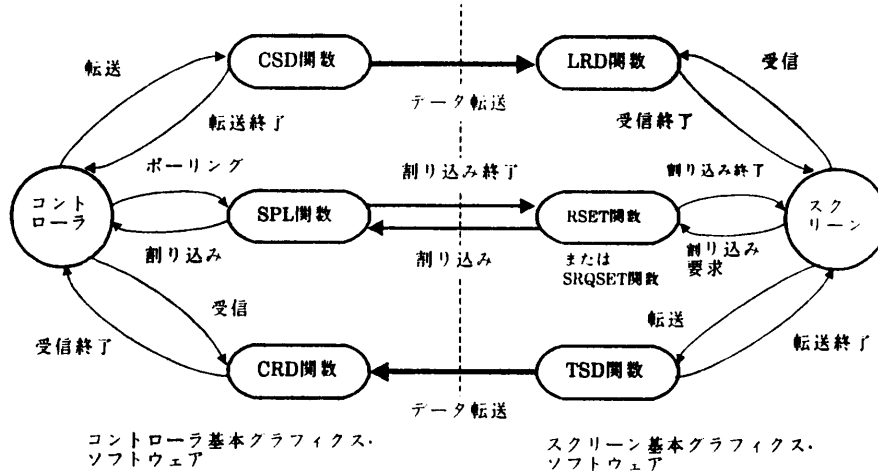 転送
CSD関数
LRD関数
受信
データ転送
転送終了
受信終了
ポーリング
割り込み終了
割り込み終了
コント
ローラ
SPL関数
RSET関数
スク
リーン
割り込み
割り込み
または
SRQSET関数
割り込み
要求
受信
転送
受信終了
転送終了
CRD関数
TSD関数
データ転送
コントローラ基本グラフィクス・
ソフトウェア
スクリーン基本グラフィクス・
ソフトウェア